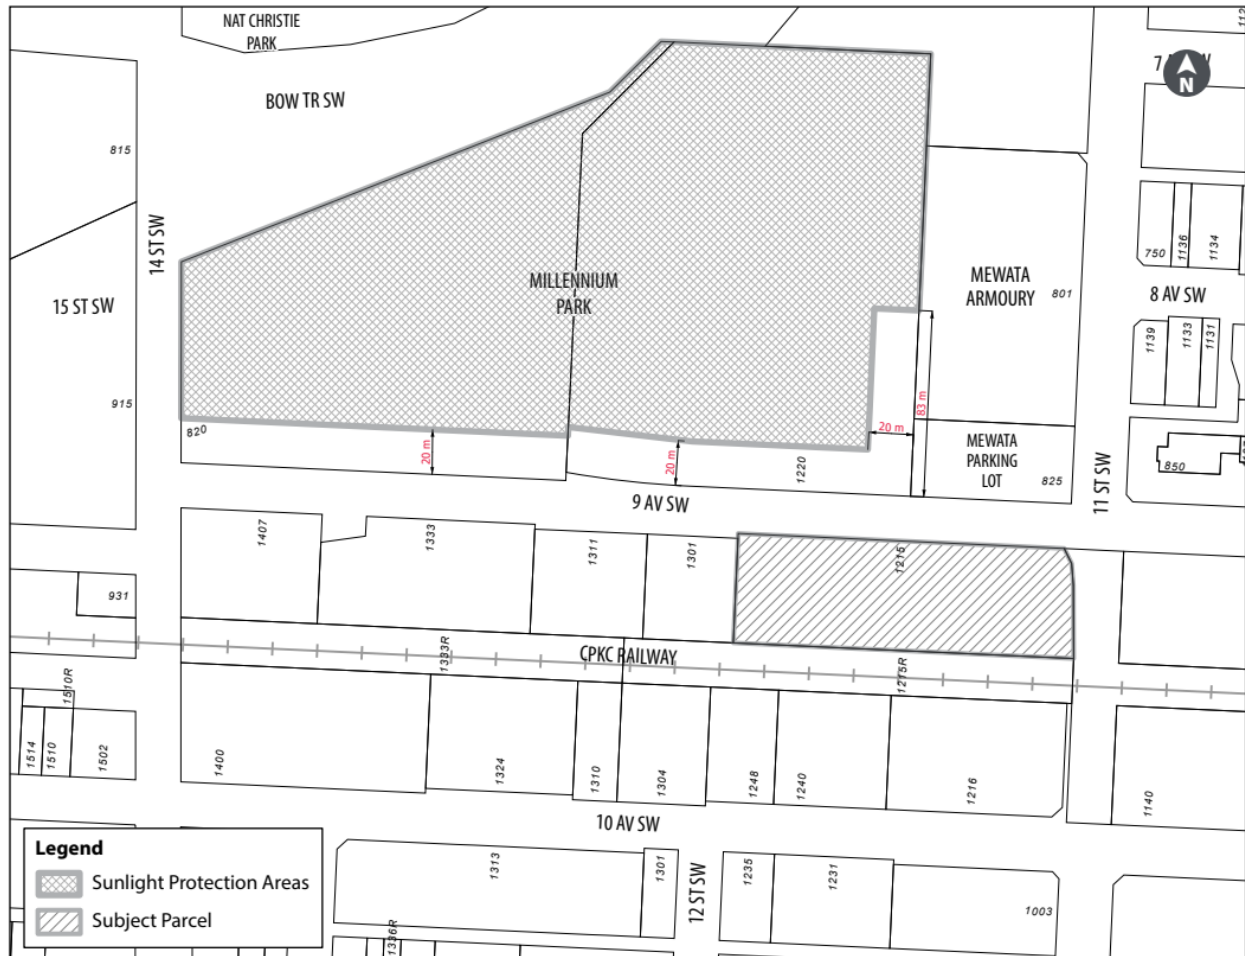 NAT CHRISTIE
PARK
BOW TR SW
N
815
14 ST SW
15 ST SW
915
MILLENNIUM
PARK
MEWATA
ARMOURY
801
750
1136
1134
8 AV SW
1139
1133
1131
820
20 m
20 m
20 m
83 m
1220
MEWATA
PARKING
LOT
825
850
11 ST SW
9 AV SW
1407
1333
1311
1301
1215
931
CPKC RAILWAY
1333R
1215R
1510R
1514
1510
1502
1400
1324
1310
1304
1248
1240
1216
1140
10 AV SW
1313
1301
12 ST SW
1235
1231
1003
1336R
Legend
Sunlight Protection Areas
Subject Parcel